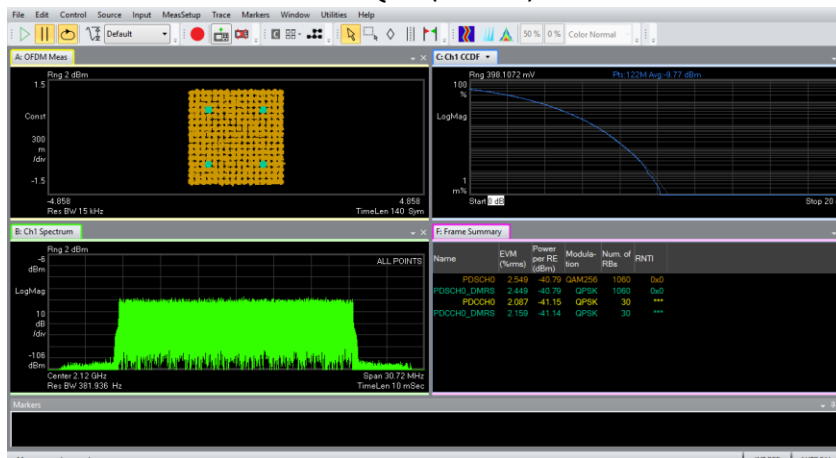 File Edit Control Source Input MeasSetup Trace Markers Window Utilities Help
Default 50 % 0 % Color Normal
A: OFDM Meas
Rng 2 dBm
1.5
Const
300
m
/div
-1.5
-4.858 4.858
Res BW 15 kHz TimeLen 140 Sym
C: Ch1 CCDF
Rng 398.1072 mV Pts:122M Avg:-9.77 dBm
100
%
LogMag
1
m%
Start 0 dB Stop 20
B: Ch1 Spectrum
Rng 2 dBm
-6
dBm
ALL POINTS
LogMag
10
dB
/div
-106
dBm
Center 2.12 GHz Span 30.72 MHz
Res BW 381.936 Hz TimeLen 10 mSec
F: Frame Summary
Name EVM (%rms) Power per RE (dBm) Modula- tion Num. of RBs RNTI
PDSCH0 2.549 -40.79 QAM256 1060 0x0
PDSCH0_DMRS 2.449 -40.79 QPSK 1060 0x0
PDCCH0 2.087 -41.15 QPSK 30 ***
PDCCH0_DMRS 2.159 -41.14 QPSK 30 ***
Markers